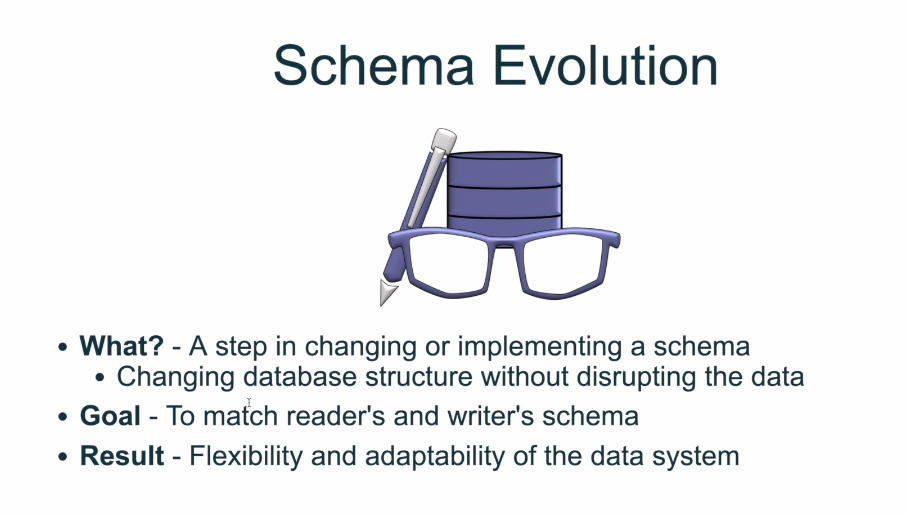 Schema Evolution
• What? - A step in changing or implementing a schema
• Changing database structure without disrupting the data
• Goal - To match reader's and writer's schema
• Result - Flexibility and adaptability of the data system